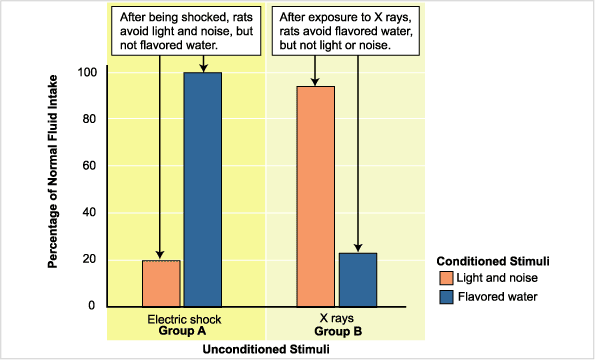 After being shocked, rats
avoid light and noise, but
not flavored water.
After exposure to X rays,
rats avoid flavored water,
but not light or noise.
Percentage of Normal Fluid Intake
100
80
60
40
20
0
Electric shock
Group A
X rays
Group B
Unconditioned Stimuli
Conditioned Stimuli
Light and noise
Flavored water